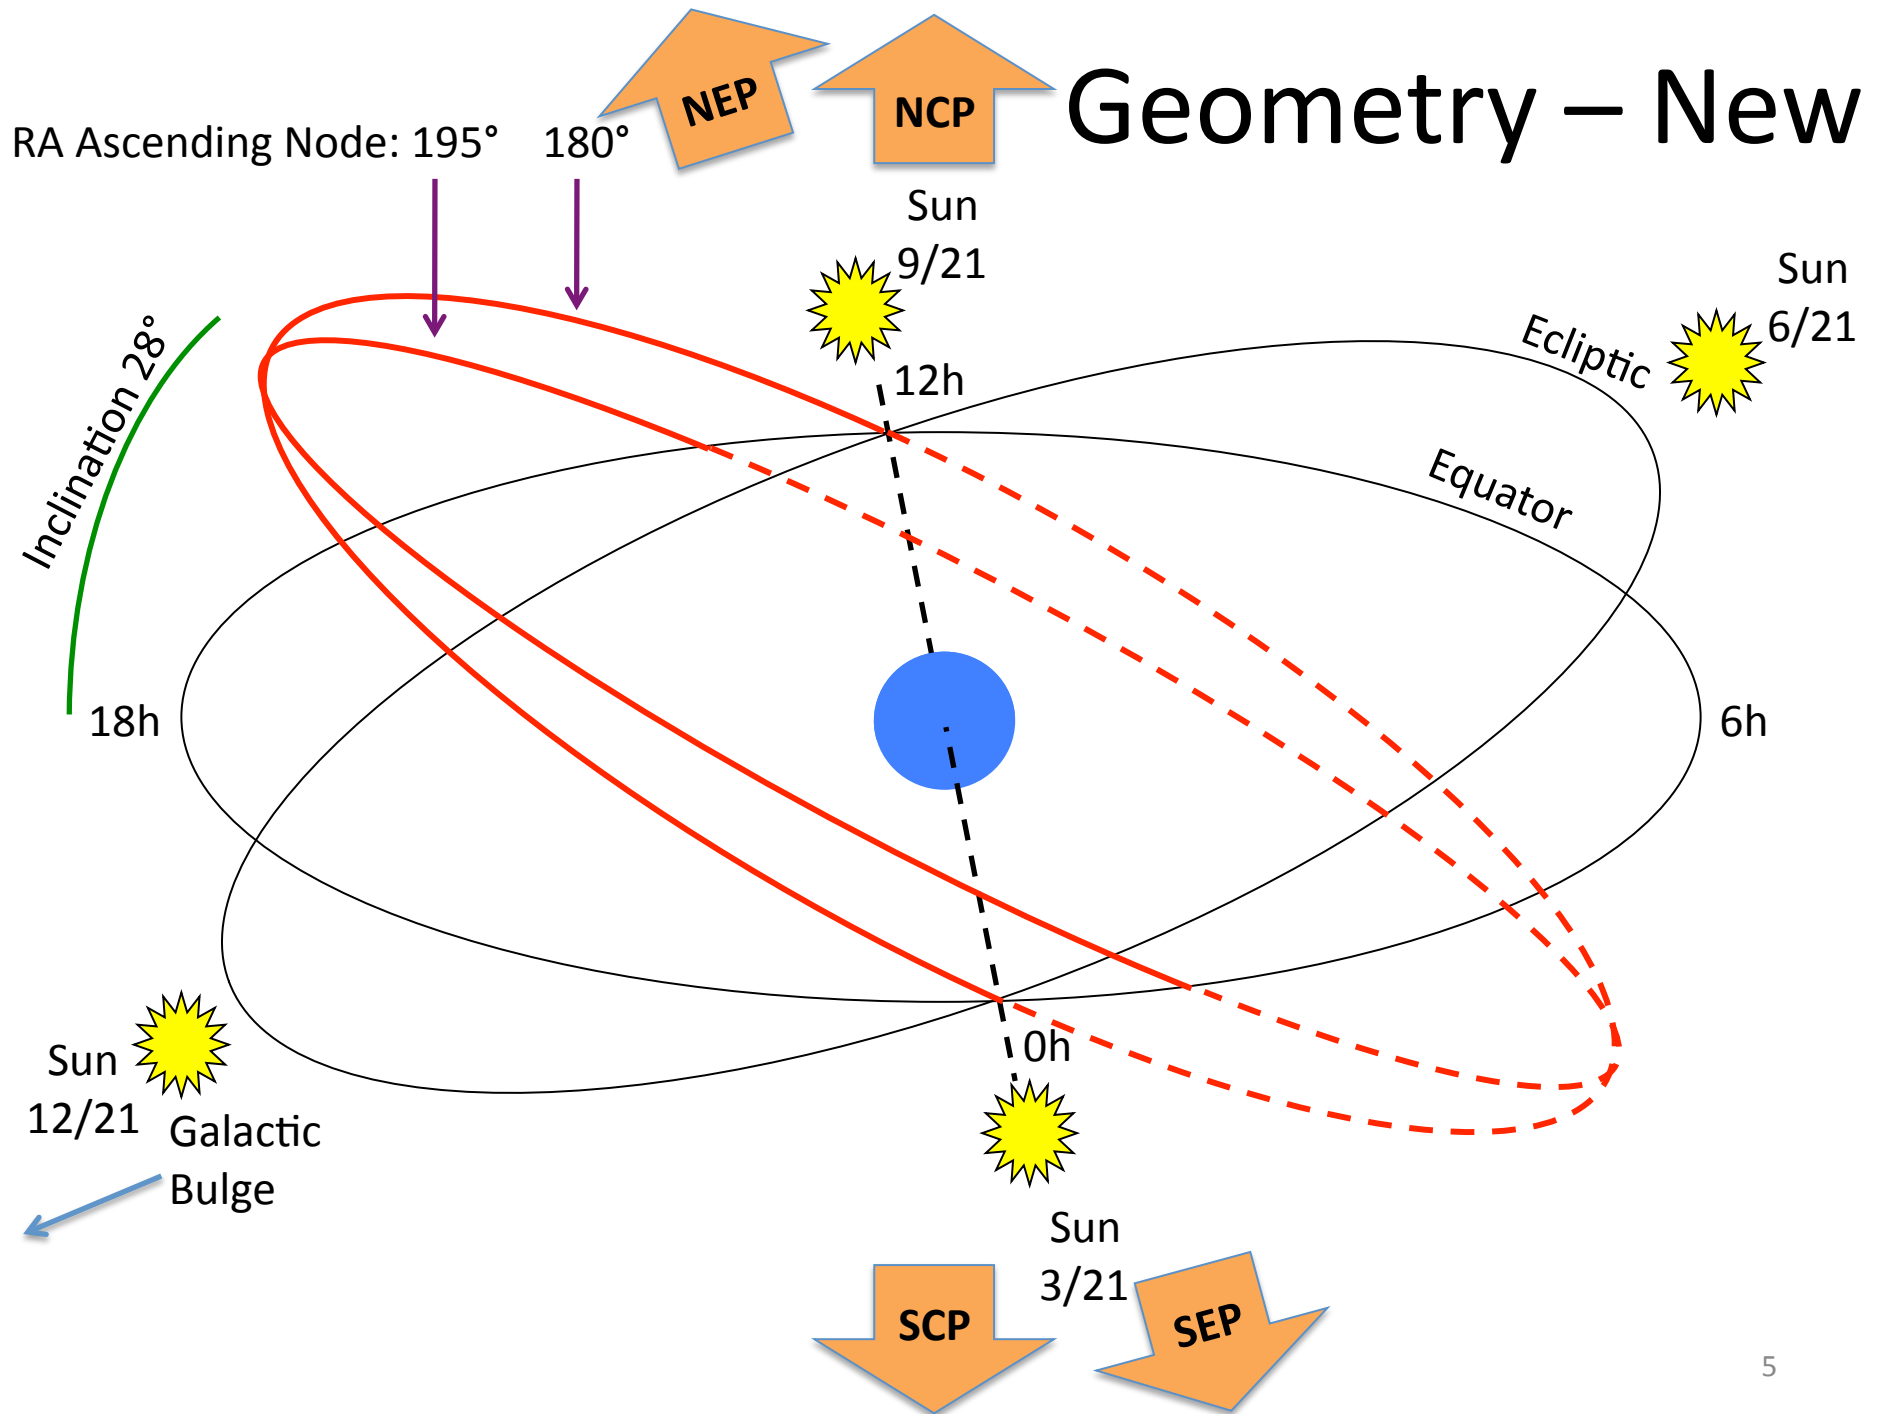 NEP
NCP
Geometry – New
RA Ascending Node: 195° 180°
Sun
9/21
Sun
6/21
Inclination 28°
12h
Ecliptic
Equator
18h
6h
0h
Sun
12/21
Galactic
Bulge
Sun
3/21
SCP
SEP
5